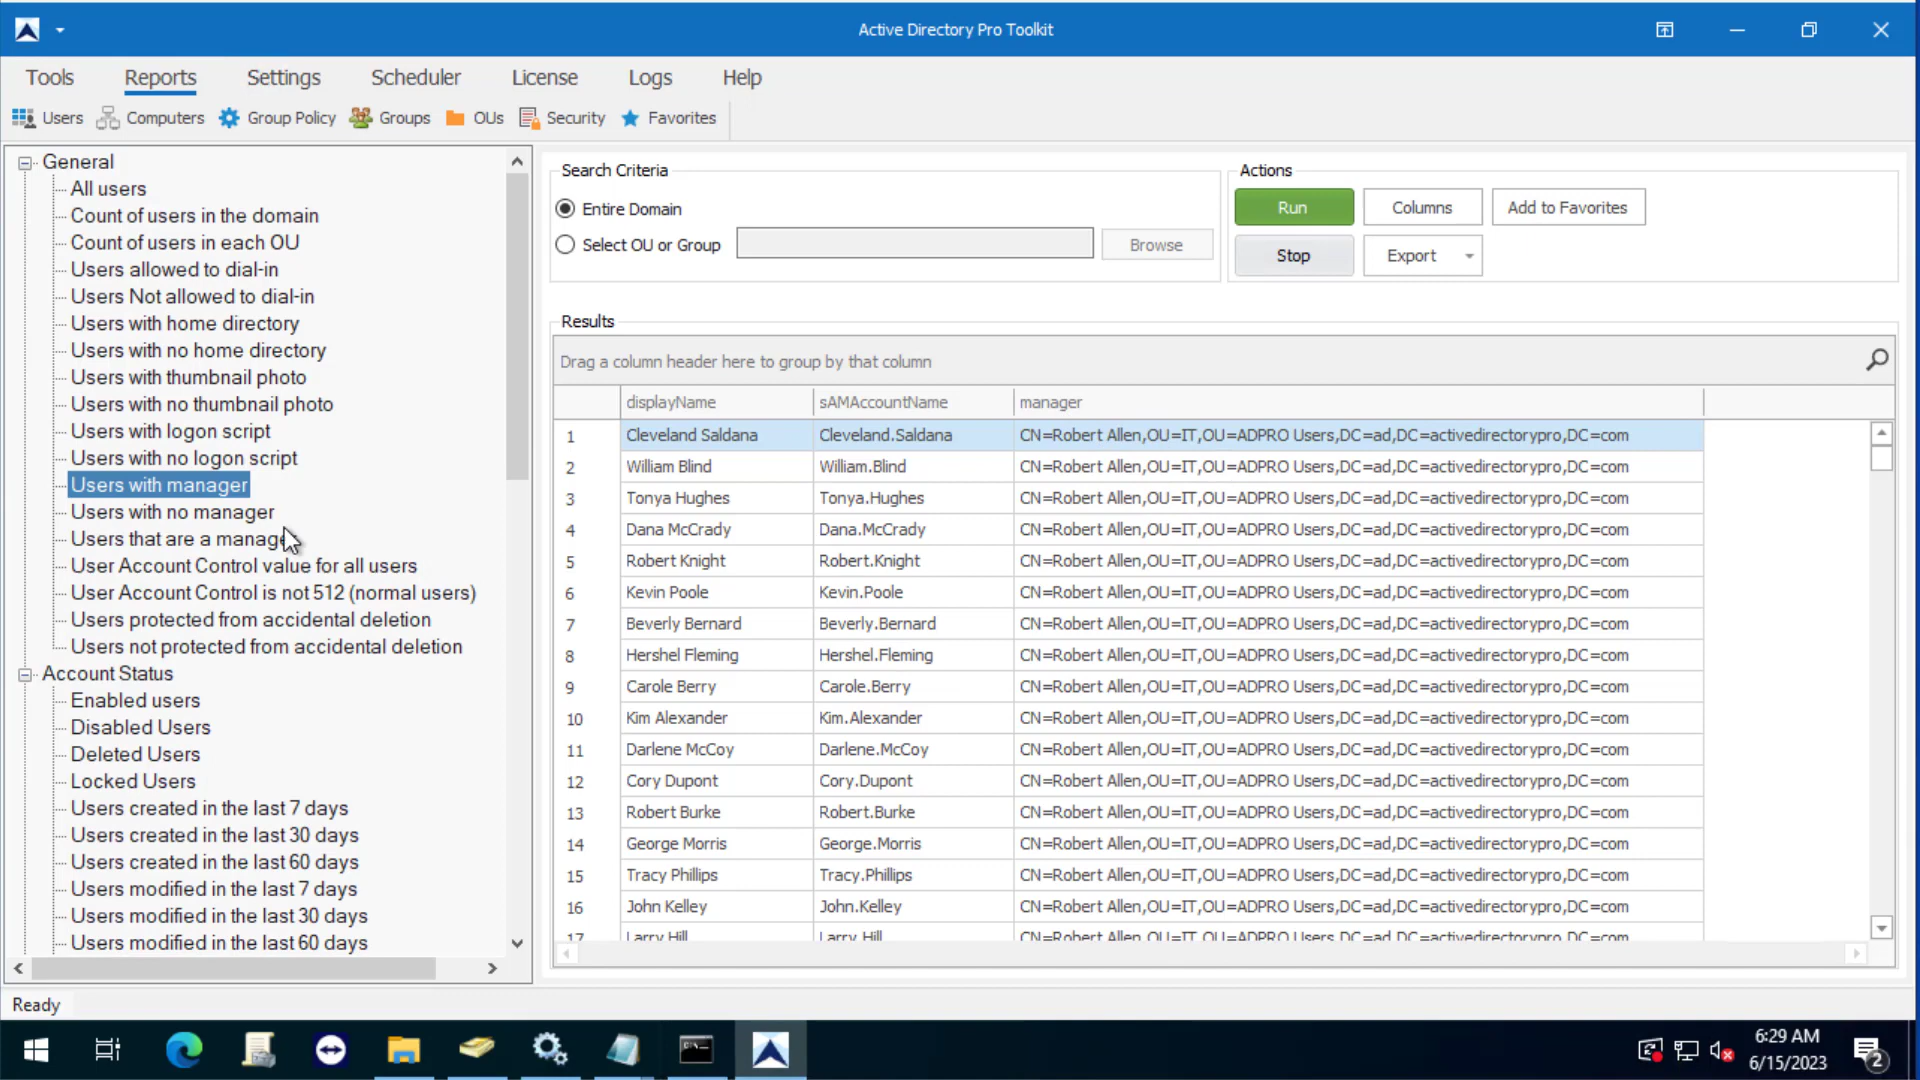 Active Directory Pro Toolkit
Tools Reports Settings Scheduler License Logs Help
Users Computers Group Policy Groups OUs Security Favorites
General
All users
Count of users in the domain
Count of users in each OU
Users allowed to dial-in
Users Not allowed to dial-in
Users with home directory
Users with no home directory
Users with thumbnail photo
Users with no thumbnail photo
Users with logon script
Users with no logon script
Users with manager
Users with no manager
Users that are a manager
User Account Control value for all users
User Account Control is not 512 (normal users)
Users protected from accidental deletion
Users not protected from accidental deletion
Account Status
Enabled users
Disabled Users
Deleted Users
Locked Users
Users created in the last 7 days
Users created in the last 30 days
Users created in the last 60 days
Users modified in the last 7 days
Users modified in the last 30 days
Users modified in the last 60 days
Search Criteria
Entire Domain
Select OU or Group Browse
Actions
Run Columns Add to Favorites
Stop Export
Results
Drag a column header here to group by that column
displayName sAMAccountName manager
1 Cleveland Saldana Cleveland.Saldana CN=Robert Allen,OU=IT,OU=ADPRO Users,DC=ad,DC=activedirectorypro,DC=com
2 William Blind William.Blind CN=Robert Allen,OU=IT,OU=ADPRO Users,DC=ad,DC=activedirectorypro,DC=com
3 Tonya Hughes Tonya.Hughes CN=Robert Allen,OU=IT,OU=ADPRO Users,DC=ad,DC=activedirectorypro,DC=com
4 Dana McCrady Dana.McCrady CN=Robert Allen,OU=IT,OU=ADPRO Users,DC=ad,DC=activedirectorypro,DC=com
5 Robert Knight Robert.Knight CN=Robert Allen,OU=IT,OU=ADPRO Users,DC=ad,DC=activedirectorypro,DC=com
6 Kevin Poole Kevin.Poole CN=Robert Allen,OU=IT,OU=ADPRO Users,DC=ad,DC=activedirectorypro,DC=com
7 Beverly Bernard Beverly.Bernard CN=Robert Allen,OU=IT,OU=ADPRO Users,DC=ad,DC=activedirectorypro,DC=com
8 Hershel Fleming Hershel.Fleming CN=Robert Allen,OU=IT,OU=ADPRO Users,DC=ad,DC=activedirectorypro,DC=com
9 Carole Berry Carole.Berry CN=Robert Allen,OU=IT,OU=ADPRO Users,DC=ad,DC=activedirectorypro,DC=com
10 Kim Alexander Kim.Alexander CN=Robert Allen,OU=IT,OU=ADPRO Users,DC=ad,DC=activedirectorypro,DC=com
11 Darlene McCoy Darlene.McCoy CN=Robert Allen,OU=IT,OU=ADPRO Users,DC=ad,DC=activedirectorypro,DC=com
12 Cory Dupont Cory.Dupont CN=Robert Allen,OU=IT,OU=ADPRO Users,DC=ad,DC=activedirectorypro,DC=com
13 Robert Burke Robert.Burke CN=Robert Allen,OU=IT,OU=ADPRO Users,DC=ad,DC=activedirectorypro,DC=com
14 George Morris George.Morris CN=Robert Allen,OU=IT,OU=ADPRO Users,DC=ad,DC=activedirectorypro,DC=com
15 Tracy Phillips Tracy.Phillips CN=Robert Allen,OU=IT,OU=ADPRO Users,DC=ad,DC=activedirectorypro,DC=com
16 John Kelley John.Kelley CN=Robert Allen,OU=IT,OU=ADPRO Users,DC=ad,DC=activedirectorypro,DC=com
17 Larry Hill Larry.Hill CN=Robert Allen,OU=IT,OU=ADPRO Users,DC=ad,DC=activedirectorypro,DC=com
Ready
6:29 AM
6/15/2023
2